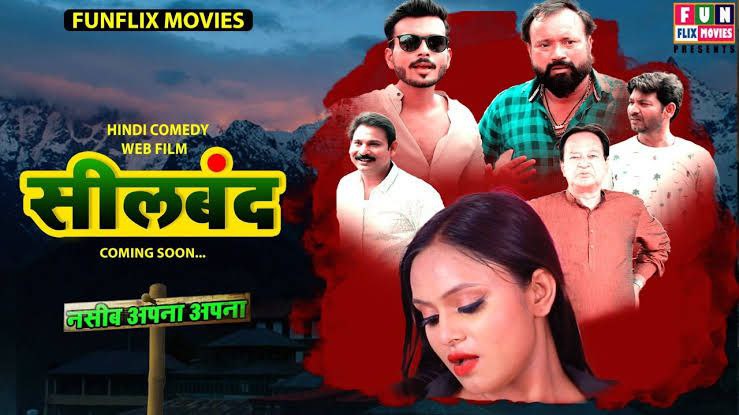 FUNFLIX MOVIES
FUN
FLIX MOVIES
PRESENTS
HINDI COMEDY
WEB FILM
सीलबंद
COMING SOON...
नसीब अपना अपना